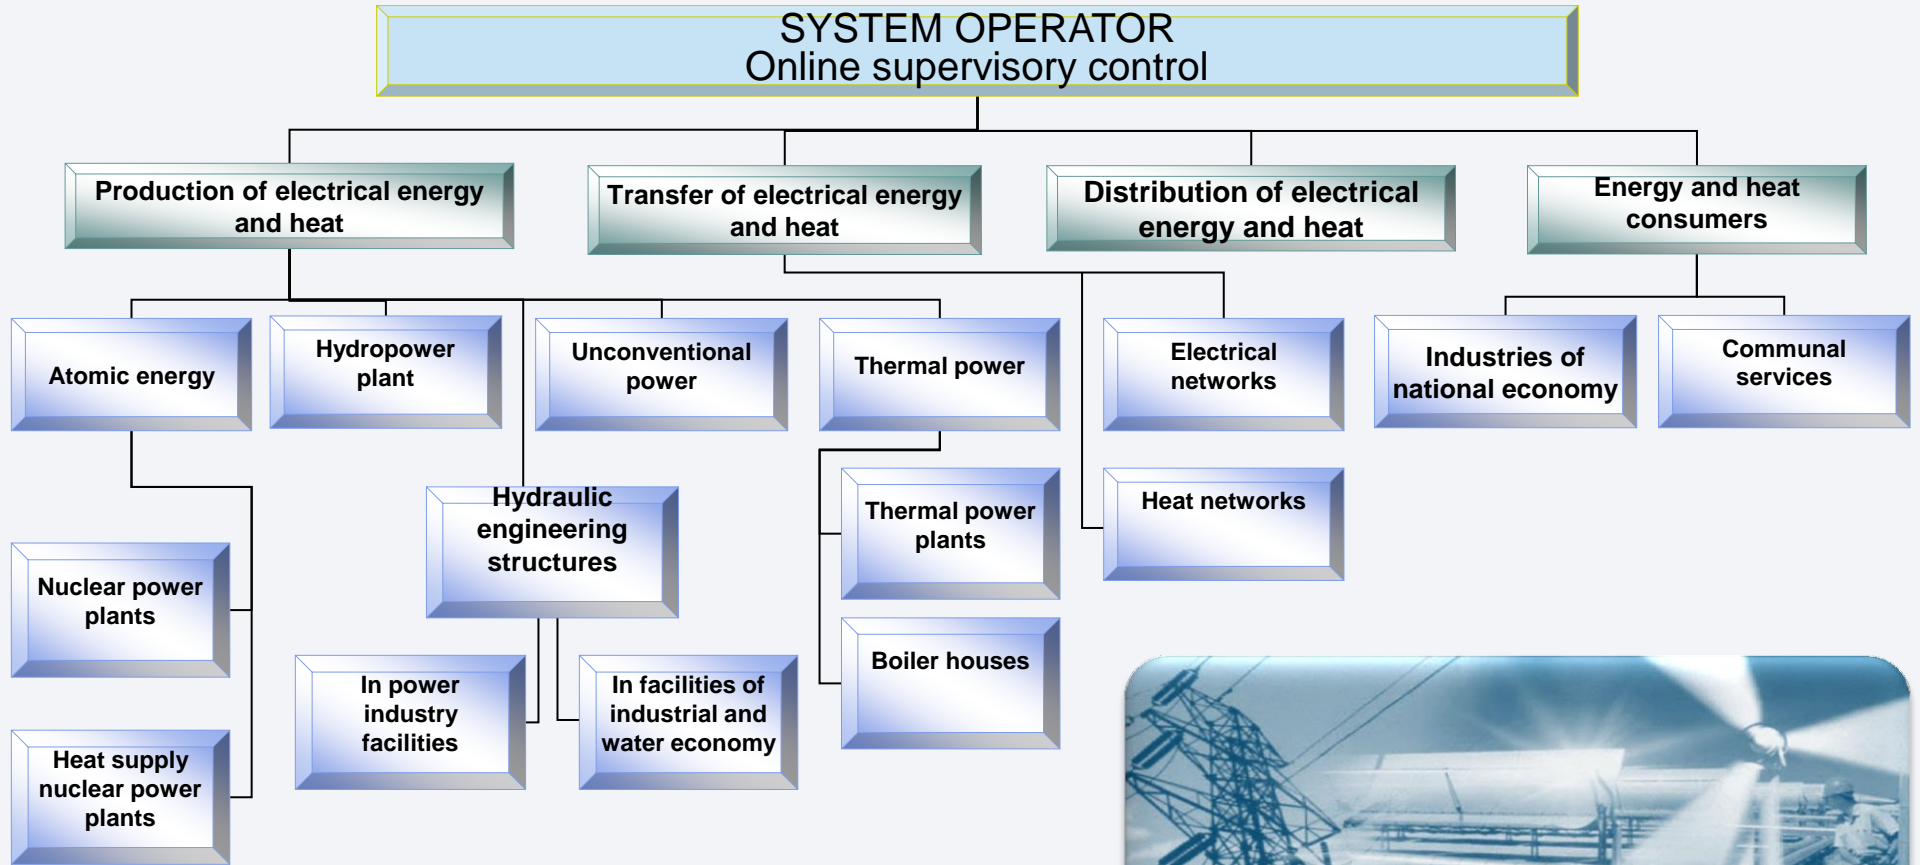 SYSTEM OPERATOR
Online supervisory control
Production of electrical energy
and heat
Transfer of electrical energy
and heat
Distribution of electrical
energy and heat
Energy and heat
consumers
Atomic energy
Hydropower
plant
Unconventional
power
Thermal power
Electrical
networks
Industries of
national economy
Communal
services
Hydraulic
engineering
structures
Thermal power
plants
Heat networks
Nuclear power
plants
In power
industry
facilities
In facilities of
industrial and
water economy
Boiler houses
Heat supply
nuclear power
plants